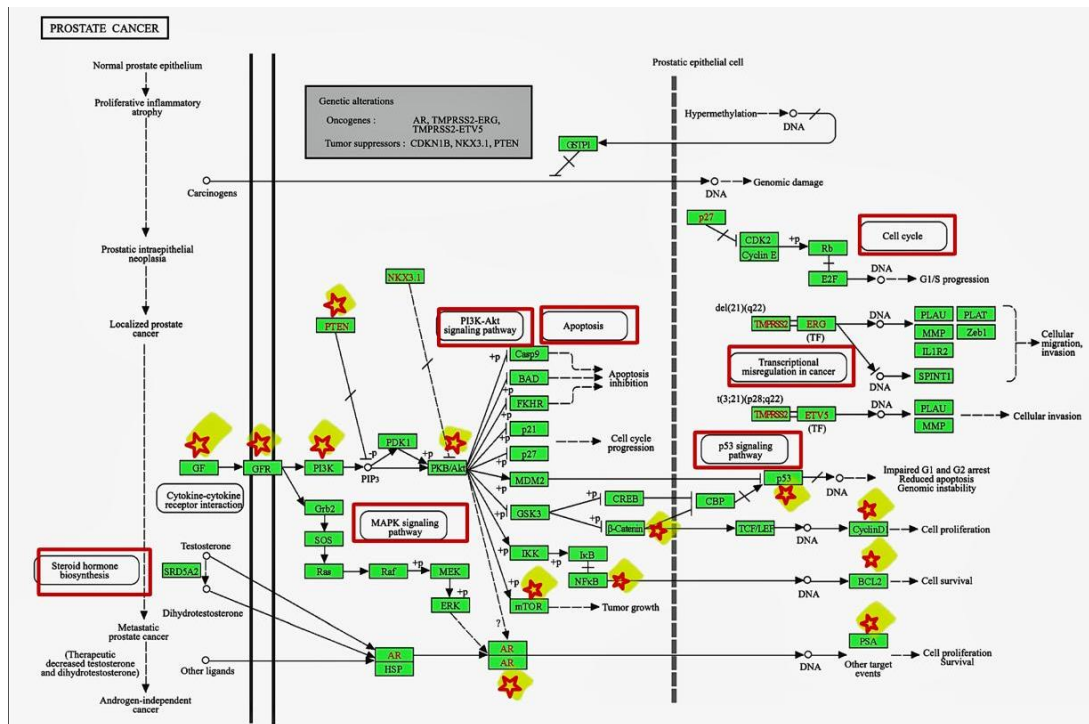 PROSTATE CANCER
Normal prostate epithelium
Proliferative inflammatory
atrophy
Prostatic intraepithelial
neoplasia
Localized prostate
cancer
Metastatic
prostate cancer
(Therapeutic
decreased testosterone
and dihydrotestosterone)
Androgen-independent
cancer
Genetic alterations
Oncogenes : AR, TMPRSS2-ERG,
TMPRSS2-ETV5
Tumor suppressors : CDKN1B, NKX3.1, PTEN
Prostatic epithelial cell
Hypermethylation
DNA
GSTP1
Carcinogens
DNA
Genomic damage
p27
CDK2
Cyclin E
+p
Rb
E2F
Cell cycle
DNA
G1/S progression
NKX3.1
PTEN
PI3K-Akt
signaling pathway
Apoptosis
del(21)(q22)
TMPRSS2
ERG
(TF)
DNA
PLAU
PLAT
MMP
Zeb1
IL1R2
DNA
SPINT1
Cellular
migration,
invasion
Transcriptional
misregulation in cancer
t(3;21)(p28;q22)
TMPRSS2
ETV5
(TF)
DNA
PLAU
MMP
Cellular invasion
+p
Casp9
+p
BAD
+p
FKHR
Apoptosis
inhibition
p21
+p
p27
Cell cycle
progression
GF
GFR
PI3K
PIP3
-p
PDK1
+p
PKB/Akt
+p
MDM2
p53 signaling
pathway
p53
DNA
Impaired G1 and G2 arrest
Reduced apoptosis
Genomic instability
Cytokine-cytokine
receptor interaction
Grb2
SOS
Ras
Raf
+p
MEK
+p
ERK
MAPK signaling
pathway
+p
GSK3
+p
CREB
CBP
+p
β-Catenin
TCF/LEF
DNA
CyclinD1
Cell proliferation
+p
IKK
+p
IκB
NFκB
DNA
BCL2
Cell survival
+p
mTOR
Tumor growth
Steroid hormone
biosynthesis
Testosterone
SRD5A2
Dihydrotestosterone
Other ligands
AR
HSP
?
AR
AR
DNA
PSA
Other target
events
Cell proliferation
Survival